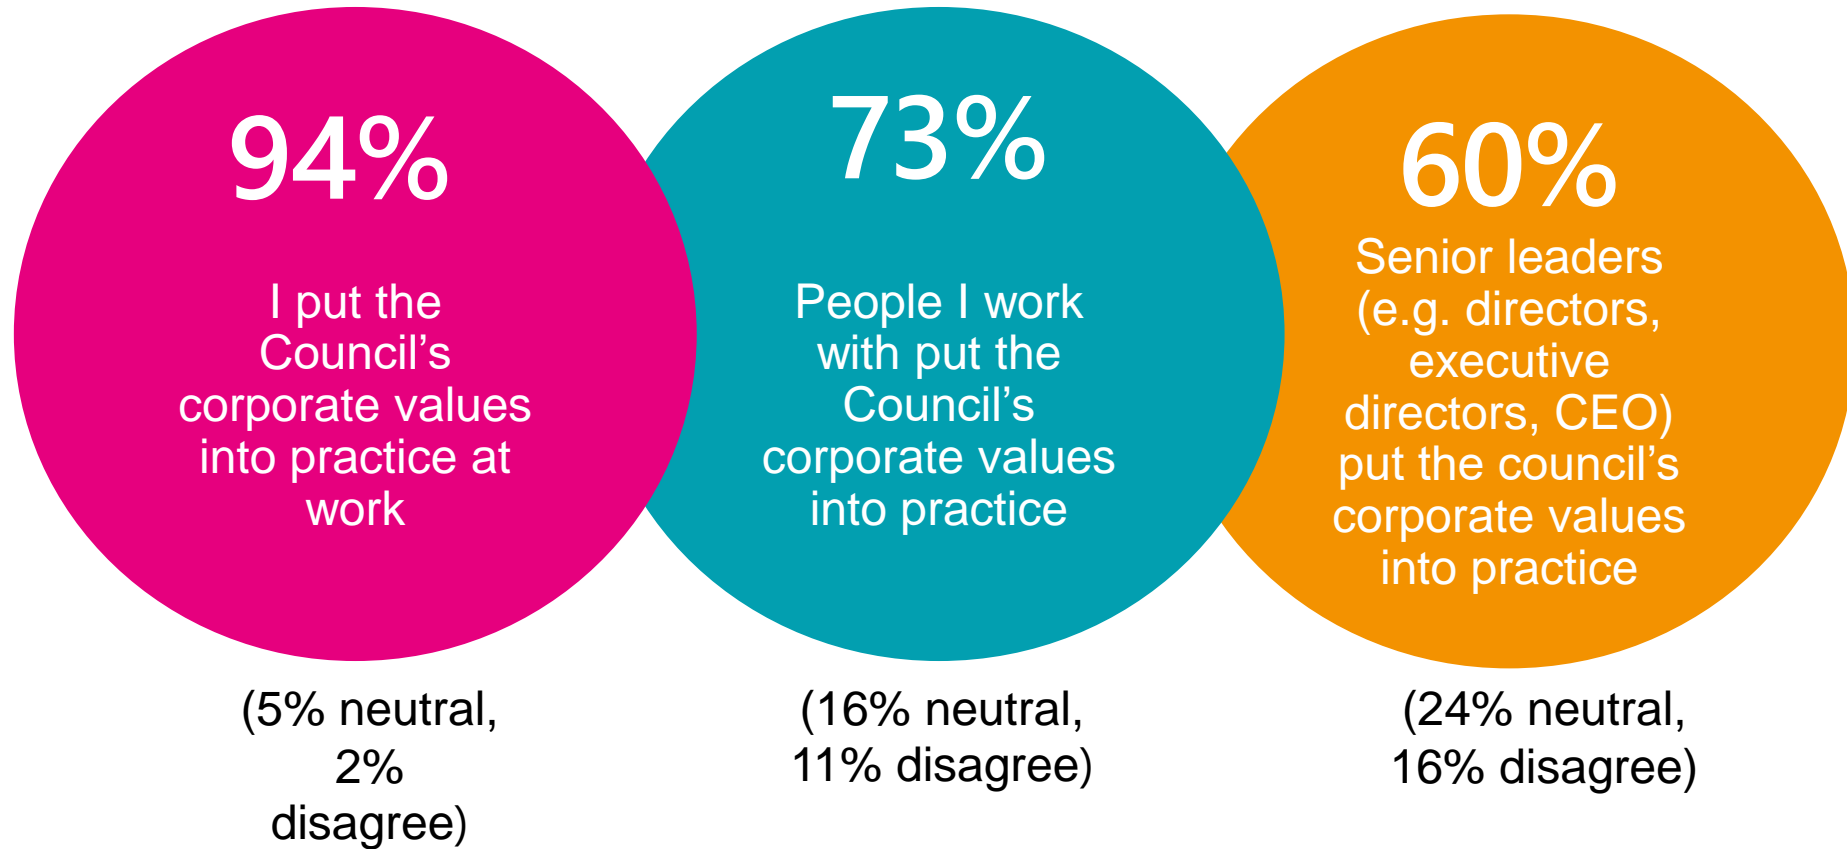 94%
I put the
Council’s
corporate values
into practice at
work
(5% neutral,
2%
disagree)
73%
People I work
with put the
Council’s
corporate values
into practice
(16% neutral,
11% disagree)
60%
Senior leaders
(e.g. directors,
executive
directors, CEO)
put the council’s
corporate values
into practice
(24% neutral,
16% disagree)